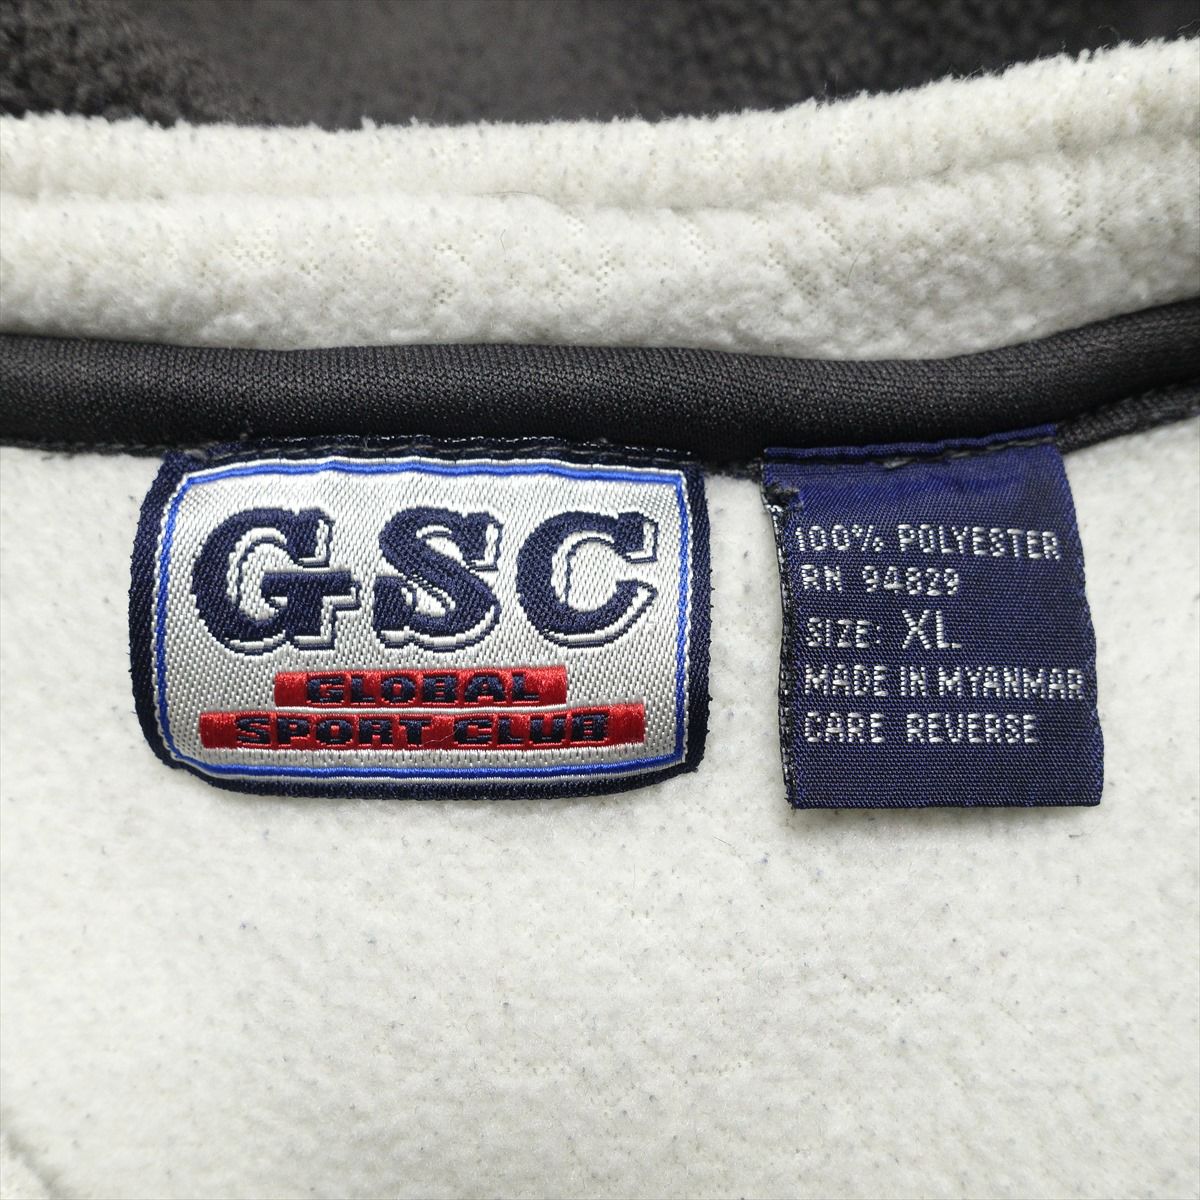 GSC
GLOBAL
SPORT CLUB
100% POLYESTER
RN 94829
SIZE: XL
MADE IN MYANMAR
CARE REVERSE